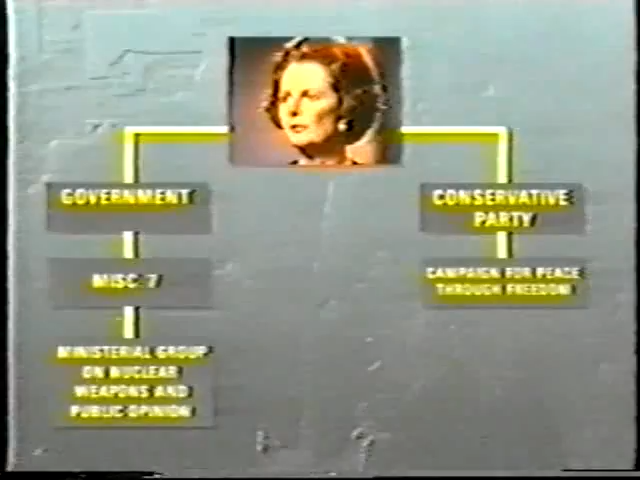 GOVERNMENT
MISC 7
MINISTERIAL GROUP
ON NUCLEAR
WEAPONS AND
PUBLIC OPINION
CONSERVATIVE
PARTY
CAMPAIGN FOR PEACE
THROUGH FREEDOM